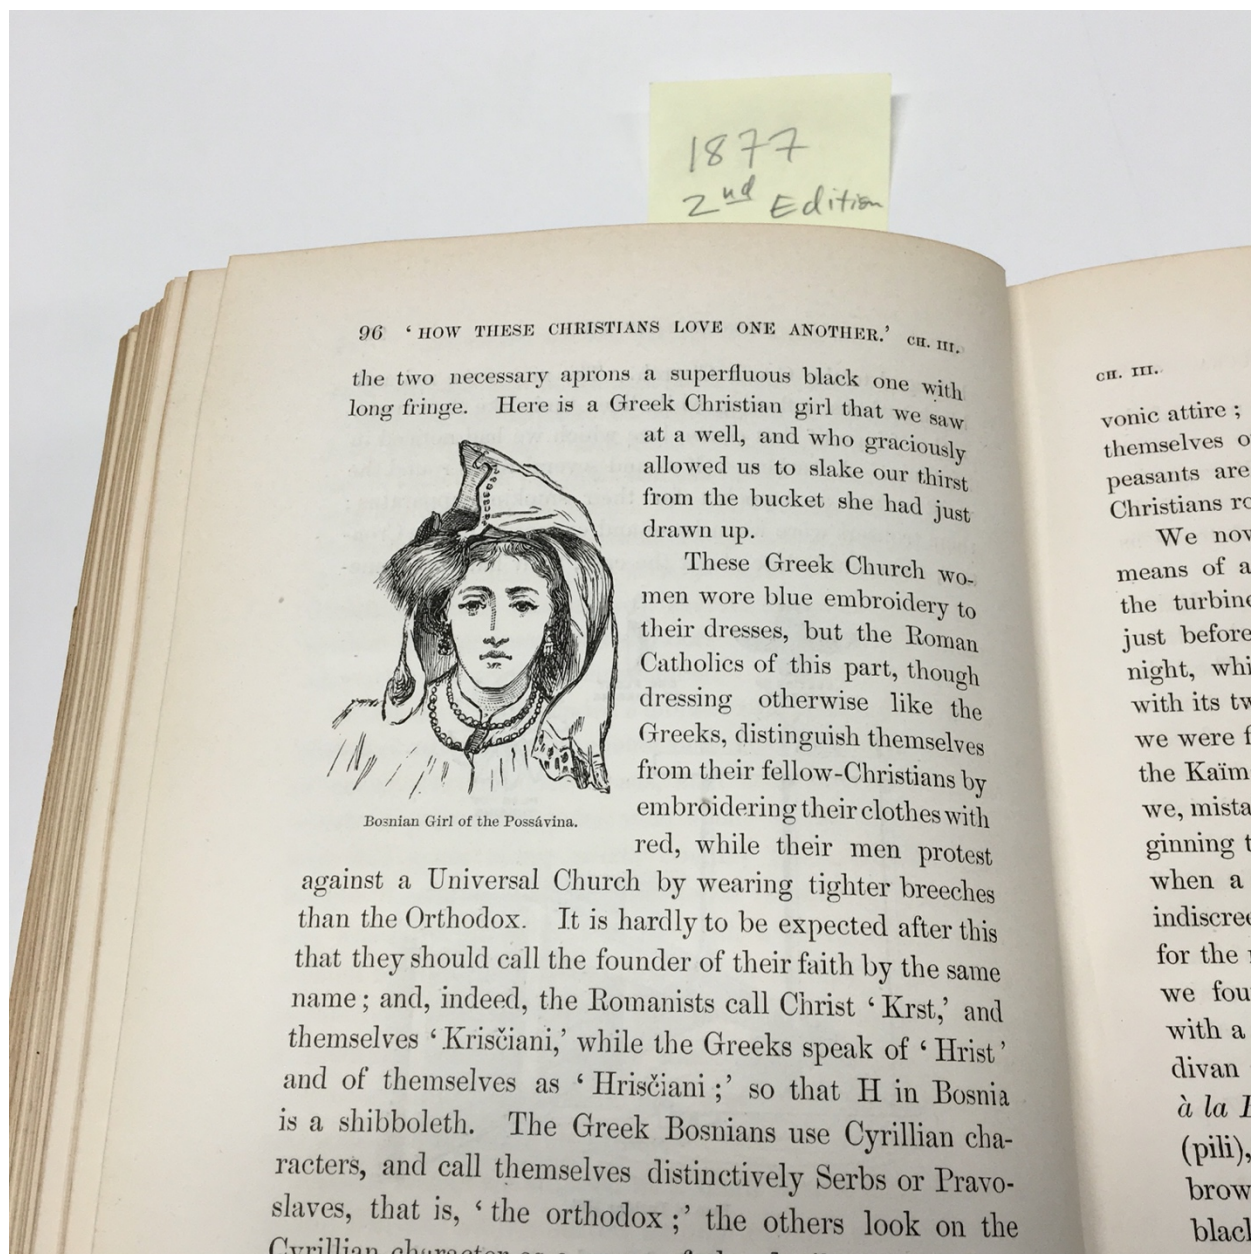 1877
2nd Edition
96 ‘ HOW THESE CHRISTIANS LOVE ONE ANOTHER.’ CH. III.
the two necessary aprons a superfluous black one with
long fringe. Here is a Greek Christian girl that we saw
at a well, and who graciously
allowed us to slake our thirst
from the bucket she had just
drawn up.
These Greek Church wo-
men wore blue embroidery to
their dresses, but the Roman
Catholics of this part, though
dressing otherwise like the
Greeks, distinguish themselves
from their fellow-Christians by
embroidering their clothes with
red, while their men protest
Bosnian Girl of the Possávina.
against a Universal Church by wearing tighter breeches
than the Orthodox. It is hardly to be expected after this
that they should call the founder of their faith by the same
name ; and, indeed, the Romanists call Christ ‘ Krst,’ and
themselves ‘ Krisčiani,’ while the Greeks speak of ‘ Hrist ’
and of themselves as ‘ Hrisčiani ;’ so that H in Bosnia
is a shibboleth. The Greek Bosnians use Cyrillian cha-
racters, and call themselves distinctively Serbs or Pravo-
slaves, that is, ‘ the orthodox ;’ the others look on the
Cyrillian character
CH. III.
vonic attire ;
themselves
peasants are
Christians
We
means of a
the
just before
night,
with its
we were
the
we,
ginning
when a
for the
we
with a
divan
à la
(pili),